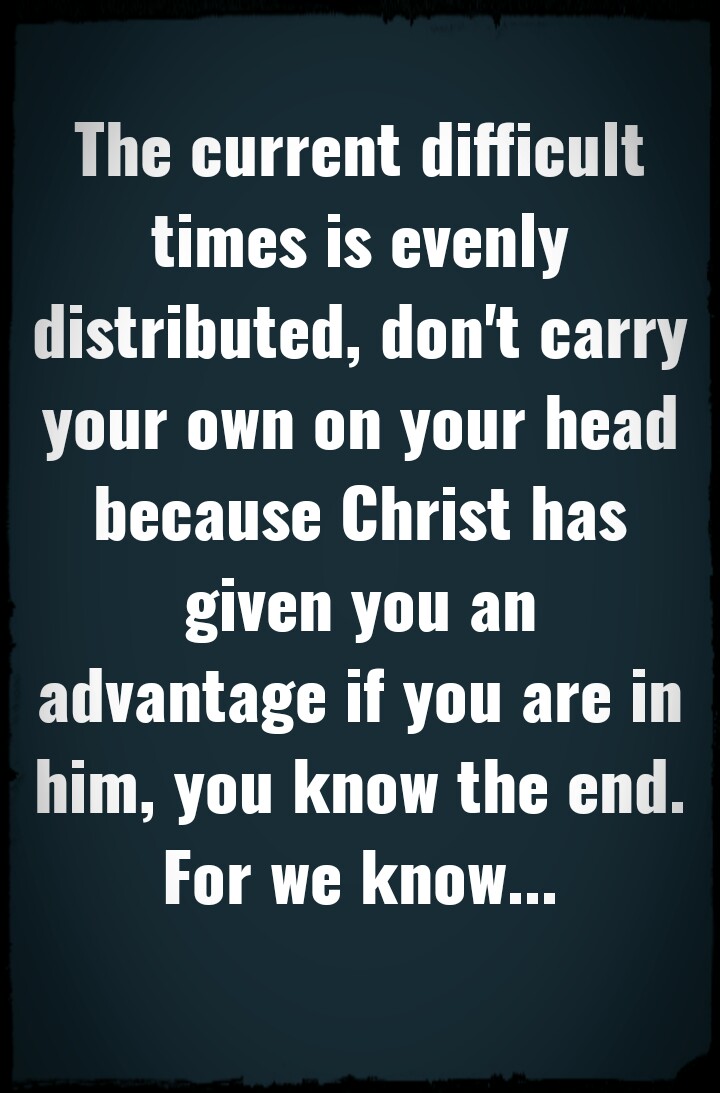 The current difficult
times is evenly
distributed, don't carry
your own on your head
because Christ has
given you an
advantage if you are in
him, you know the end.
For we know...